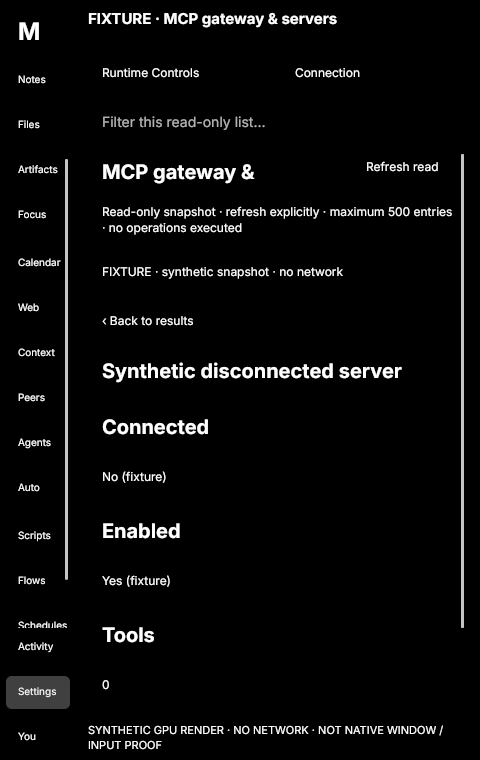 M
FIXTURE · MCP gateway & servers
Notes
Files
Artifacts
Focus
Calendar
Web
Context
Peers
Agents
Auto
Scripts
Flows
Schedules
Activity
Settings
You
Runtime Controls
Connection
Filter this read-only list...
MCP gateway &
Refresh read
Read-only snapshot · refresh explicitly · maximum 500 entries
· no operations executed
FIXTURE · synthetic snapshot · no network
‹ Back to results
Synthetic disconnected server
Connected
No (fixture)
Enabled
Yes (fixture)
Tools
0
SYNTHETIC GPU RENDER · NO NETWORK · NOT NATIVE WINDOW /
INPUT PROOF